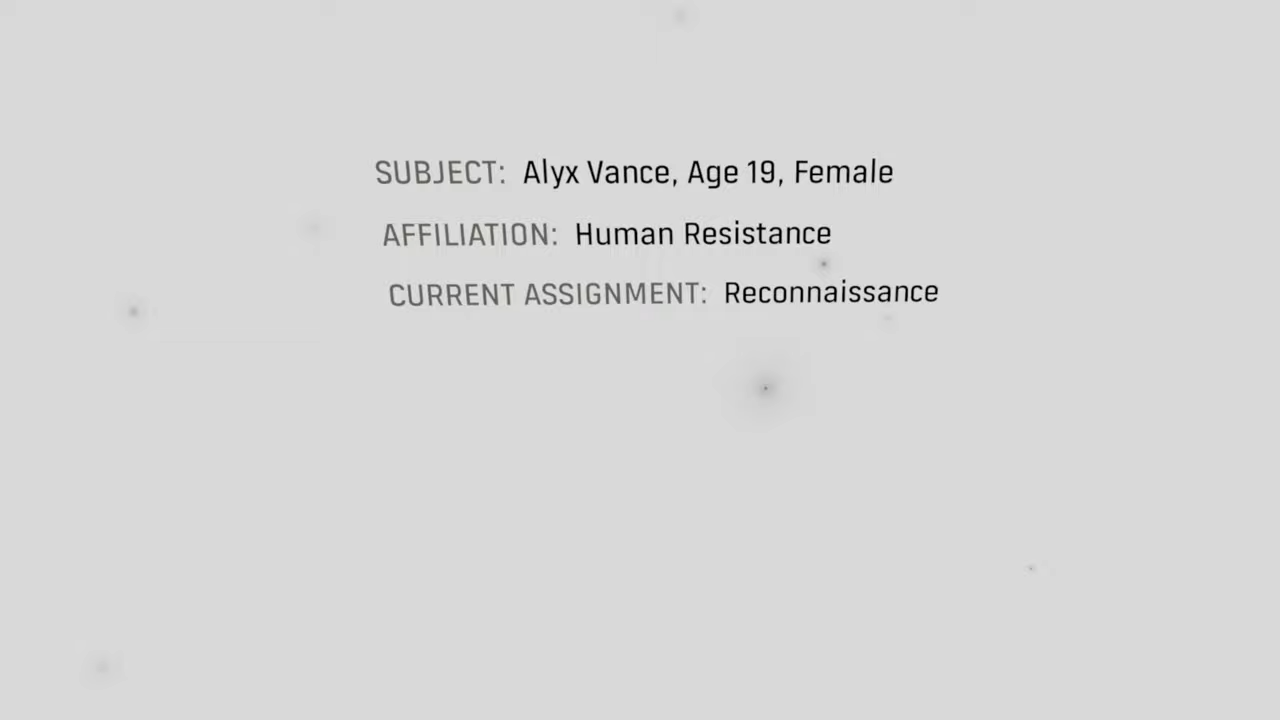 SUBJECT: Alyx Vance, Age 19, Female
AFFILIATION: Human Resistance
CURRENT ASSIGNMENT: Reconnaissance